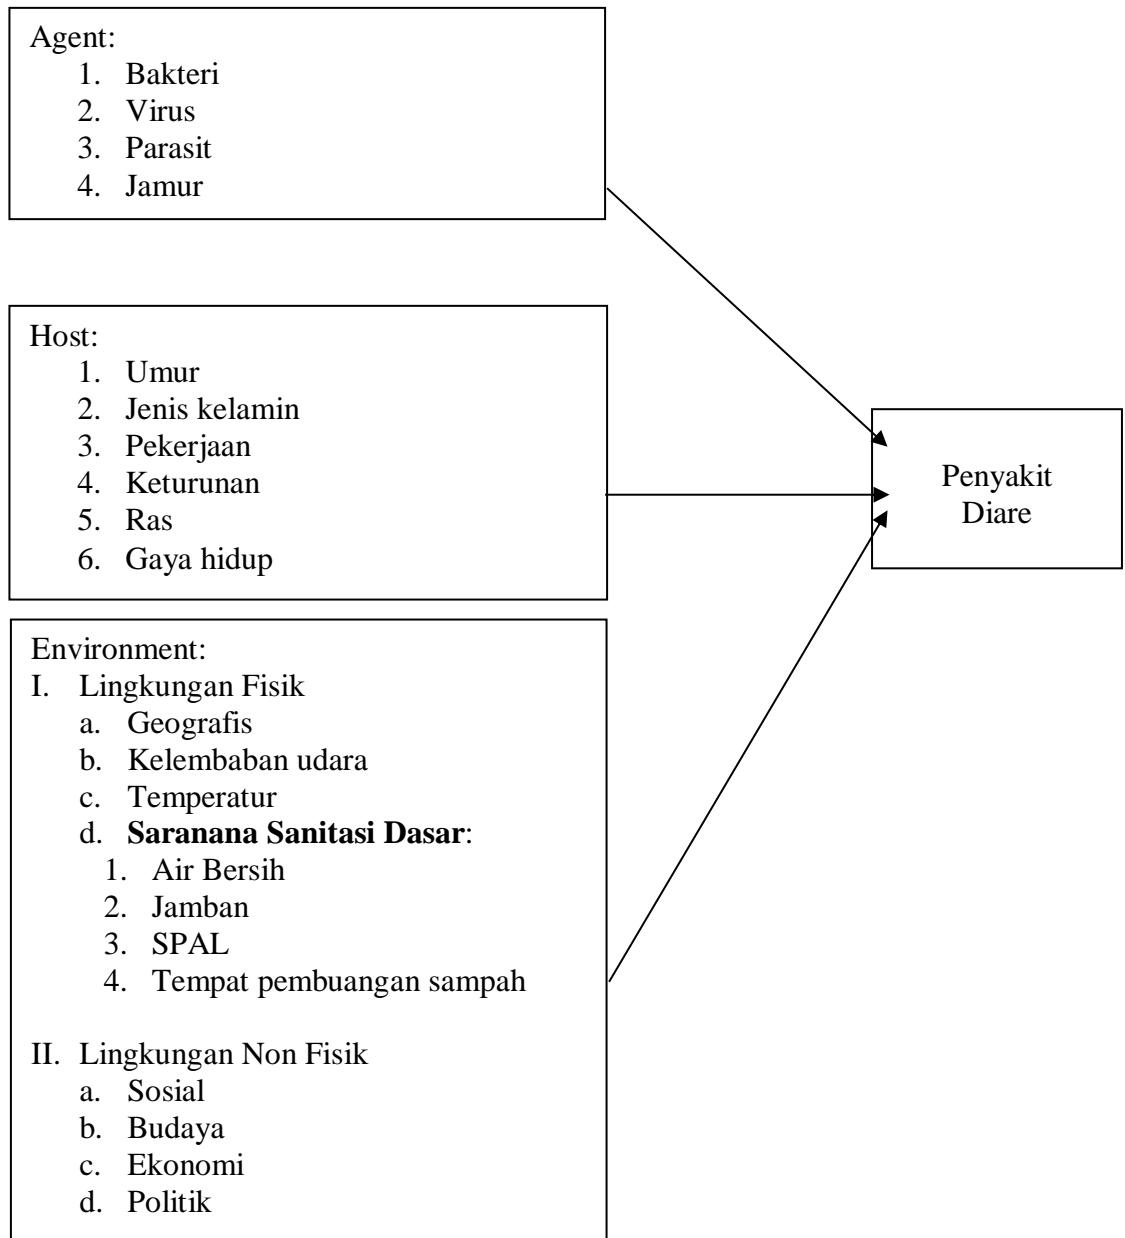 Agent:
1. Bakteri
2. Virus
3. Parasit
4. Jamur
Host:
1. Umur
2. Jenis kelamin
3. Pekerjaan
4. Keturunan
5. Ras
6. Gaya hidup
Penyakit
Diare
Environment:
I. Lingkungan Fisik
a. Geografis
b. Kelembaban udara
c. Temperatur
d. Saranana Sanitasi Dasar:
1. Air Bersih
2. Jamban
3. SPAL
4. Tempat pembuangan sampah
II. Lingkungan Non Fisik
a. Sosial
b. Budaya
c. Ekonomi
d. Politik